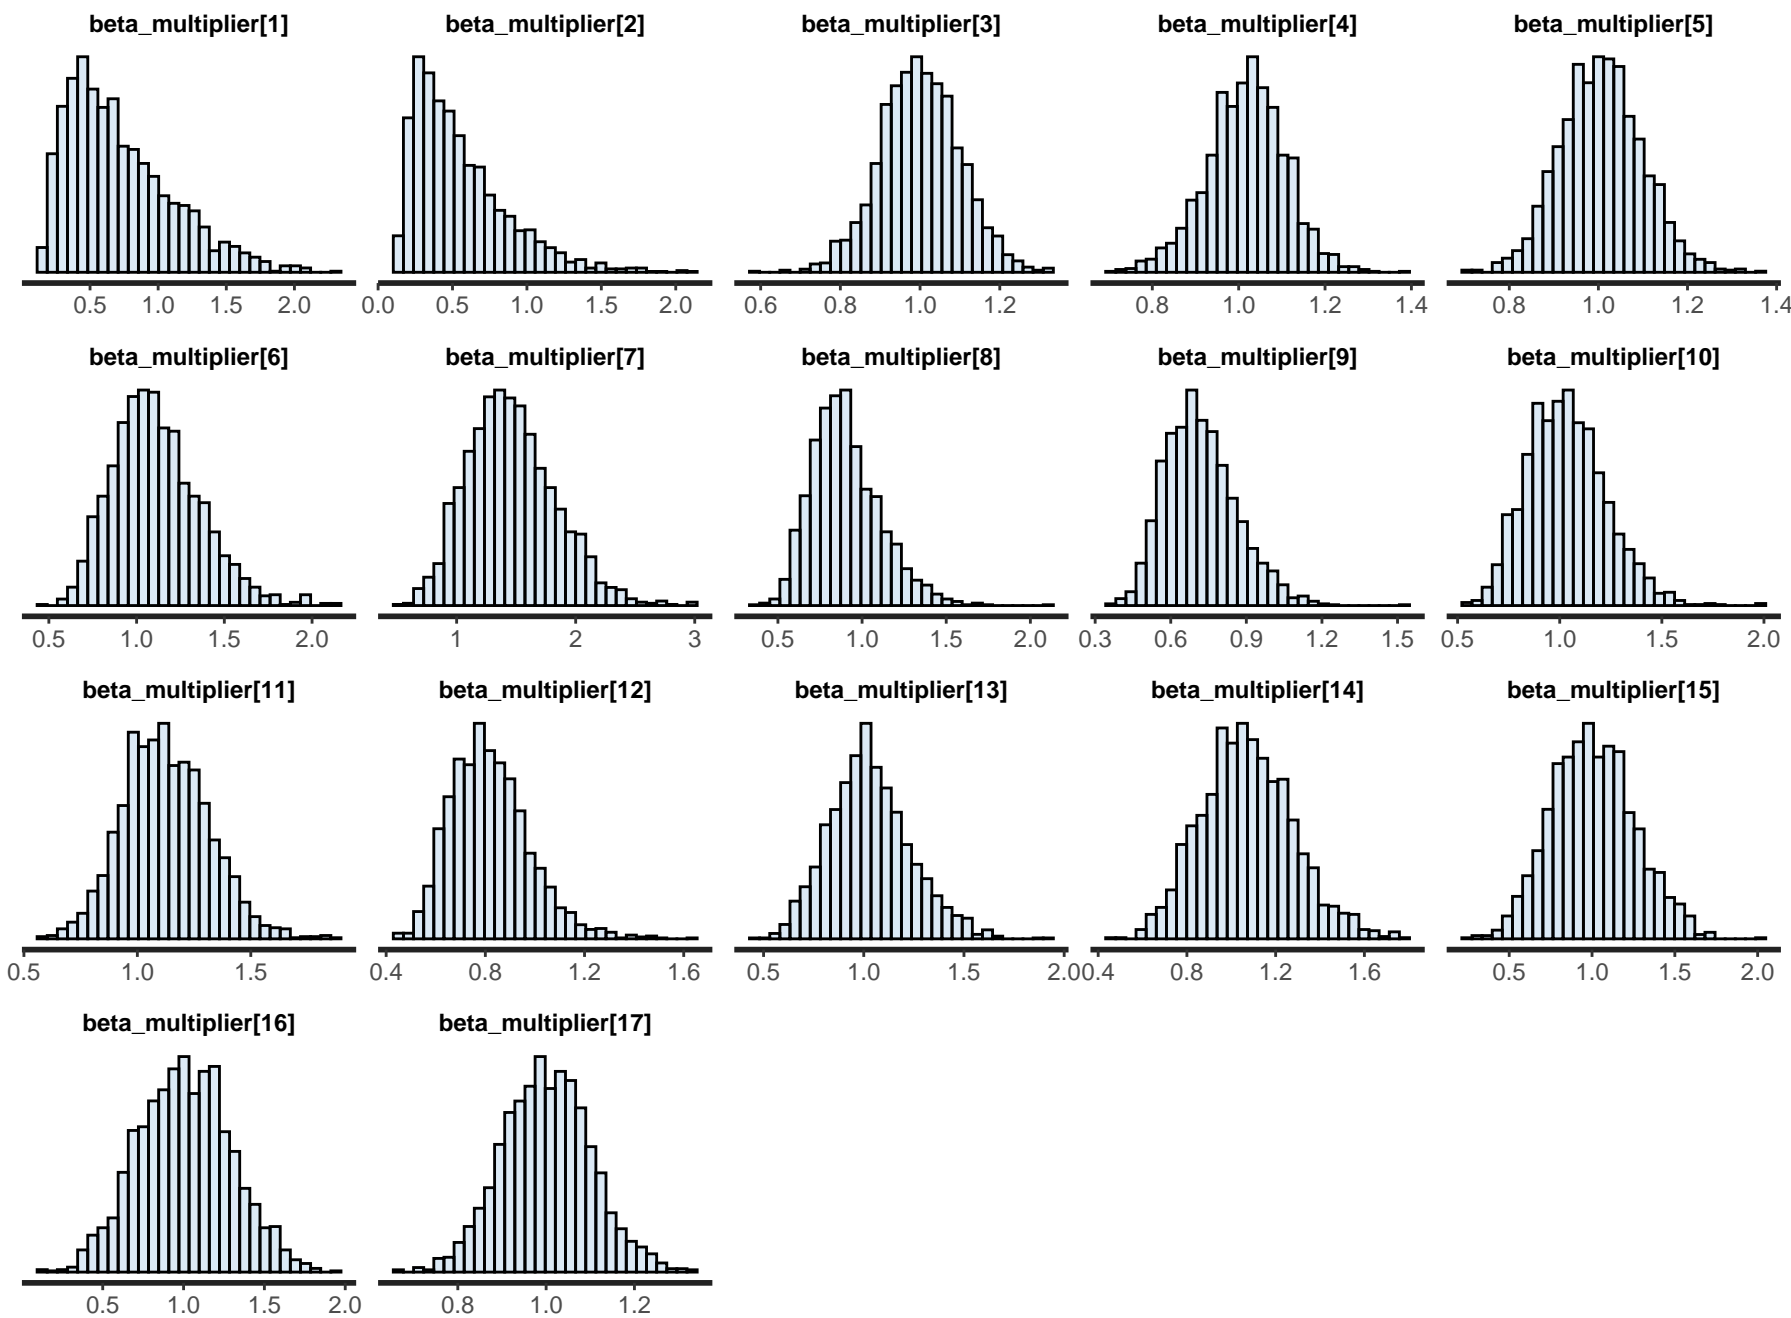 beta_multiplier[1] beta_multiplier[2] beta_multiplier[3] beta_multiplier[4] beta_multiplier[5]
0.5 1.0 1.5 2.0 0.0 0.5 1.0 1.5 2.0 0.6 0.8 1.0 1.2 0.8 1.0 1.2 1.4 0.8 1.0 1.2 1.4
beta_multiplier[6] beta_multiplier[7] beta_multiplier[8] beta_multiplier[9] beta_multiplier[10]
0.5 1.0 1.5 2.0 1 2 3 0.5 1.0 1.5 2.0 0.3 0.6 0.9 1.2 1.5 0.5 1.0 1.5 2.0
beta_multiplier[11] beta_multiplier[12] beta_multiplier[13] beta_multiplier[14] beta_multiplier[15]
0.5 1.0 1.5 0.4 0.8 1.2 1.6 0.5 1.0 1.5 2.0 0.4 0.8 1.2 1.6 0.5 1.0 1.5 2.0
beta_multiplier[16] beta_multiplier[17]
0.5 1.0 1.5 2.0 0.8 1.0 1.2